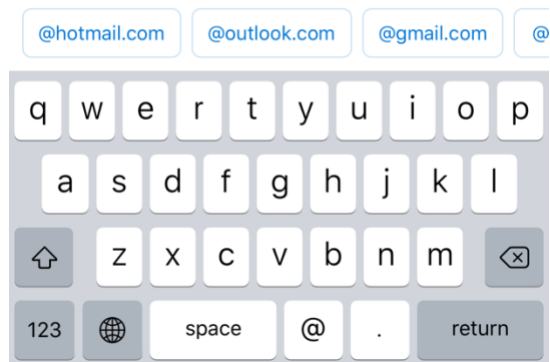 @hotmail.com @outlook.com @gmail.com @
q w e r t y u i o p
a s d f g h j k l
z x c v b n m
123 space @ . return